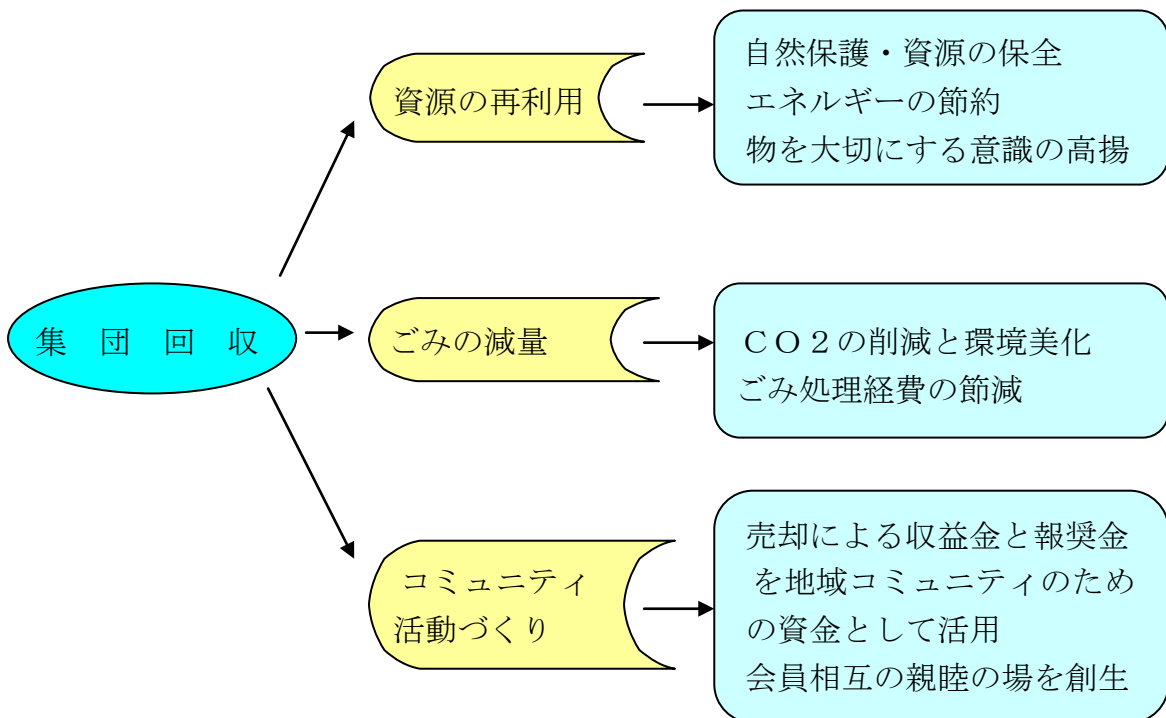 集　団　回　収
資源の再利用
自然保護・資源の保全
エネルギーの節約
物を大切にする意識の高揚
ごみの減量
ＣＯ２の削減と環境美化
ごみ処理経費の節減
コミュニティ
活動づくり
売却による収益金と報奨金
を地域コミュニティのため
の資金として活用
会員相互の親睦の場を創生